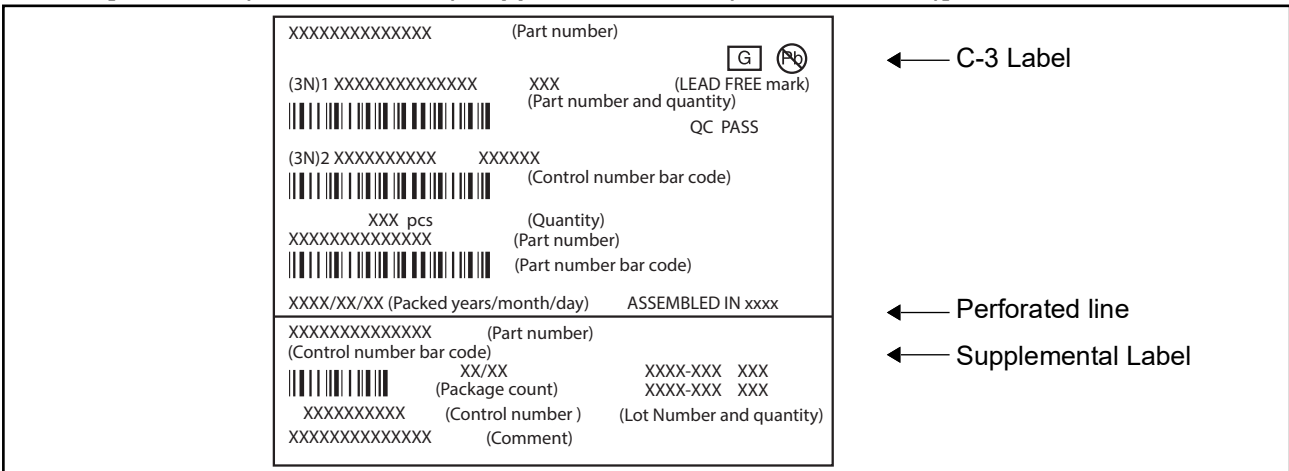 XXXXXXXXXXXXXX (Part number)
G Pb
C-3 Label
(3N)1 XXXXXXXXXXXXXX XXX (LEAD FREE mark)
(Part number and quantity)
QC PASS
(3N)2 XXXXXXXXXX XXXXXX
(Control number bar code)
XXX pcs (Quantity)
XXXXXXXXXXXXXX (Part number)
(Part number bar code)
XXXX/XX/XX (Packed years/month/day) ASSEMBLED IN xxxx
Perforated line
XXXXXXXXXXXXXX (Part number)
(Control number bar code)
Supplemental Label
XX/XX XXXX-XXX XXX
(Package count) XXXX-XXX XXX
XXXXXXXXXX (Control number ) (Lot Number and quantity)
XXXXXXXXXXXXXX (Comment)